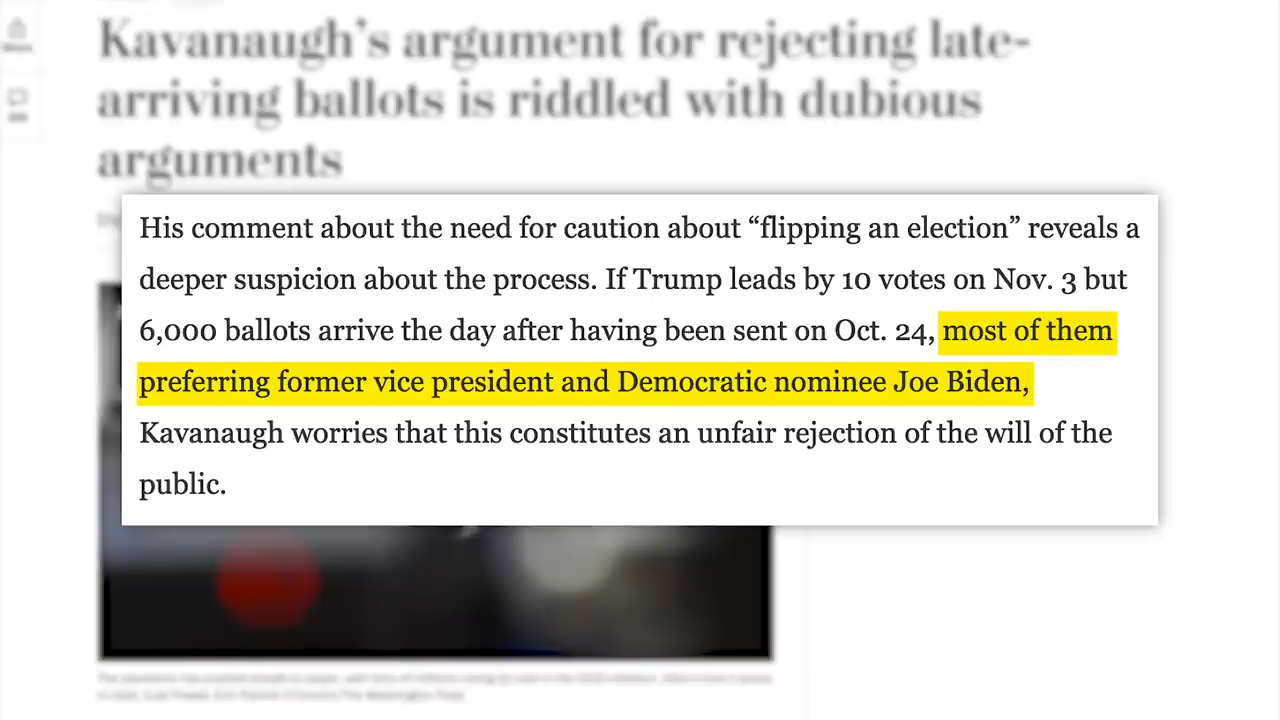 Kavanaugh's argument for rejecting late-
arriving ballots is riddled with dubious
arguments
His comment about the need for caution about “flipping an election” reveals a
deeper suspicion about the process. If Trump leads by 10 votes on Nov. 3 but
6,000 ballots arrive the day after having been sent on Oct. 24, most of them
preferring former vice president and Democratic nominee Joe Biden,
Kavanaugh worries that this constitutes an unfair rejection of the will of the
public.